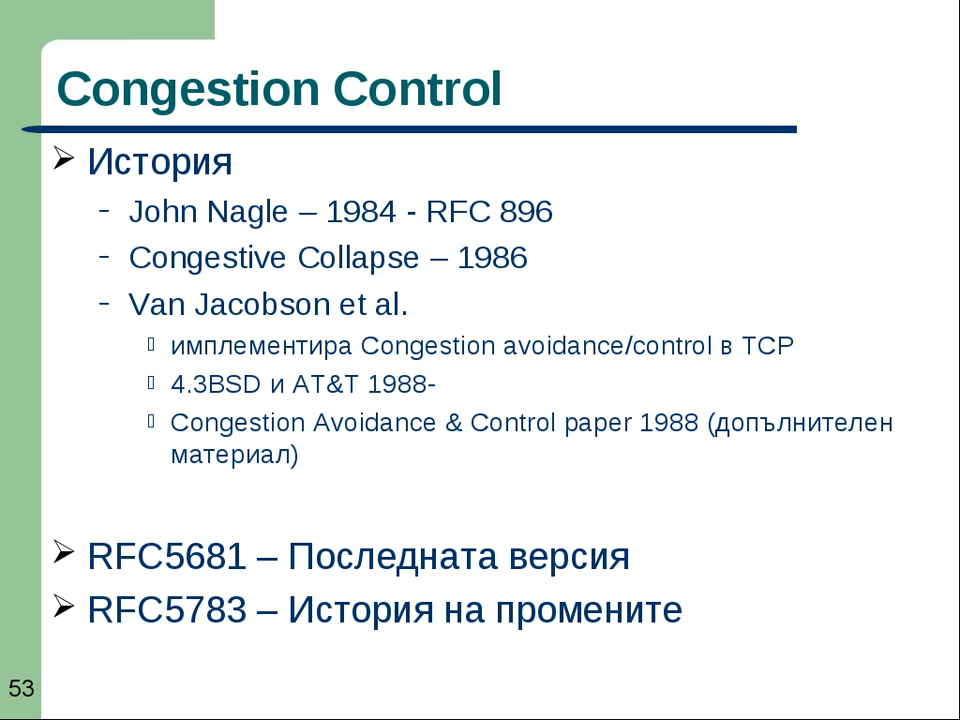 Congestion Control
История
– John Nagle – 1984 - RFC 896
– Congestive Collapse – 1986
– Van Jacobson et al.
имплементира Congestion avoidance/control в TCP
4.3BSD и AT&T 1988-
Congestion Avoidance & Control paper 1988 (допълнителен
материал)
RFC5681 – Последната версия
RFC5783 – История на промените
53